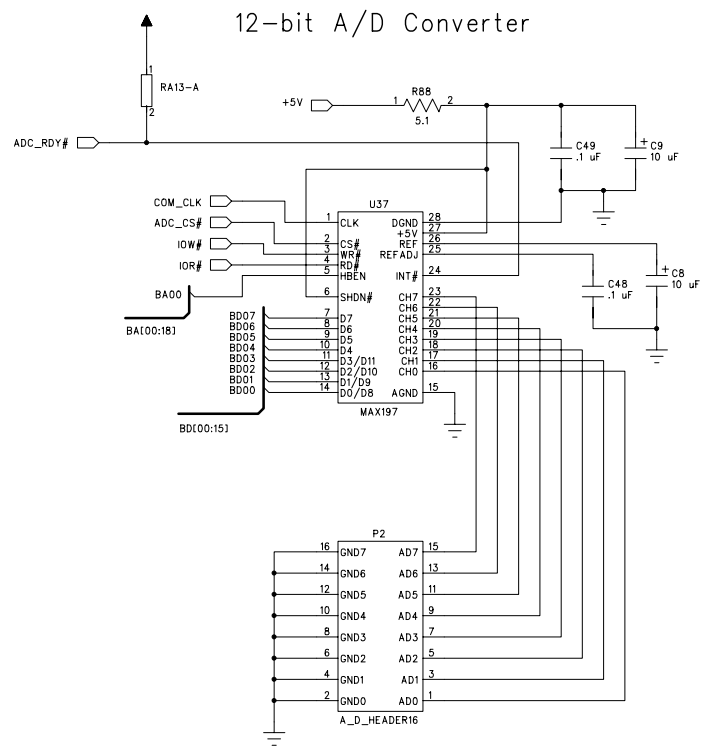 12-bit A/D Converter
1
RA13-A
2
ADC_RDY#
+5V
1
R88
2
5.1
C49
.1 uF
+
C9
10 uF
COM_CLK
ADC_CS#
IOW#
IOR#
BA00
BA[00:18]
BD07
BD06
BD05
BD04
BD03
BD02
BD01
BD00
BD[00:15]
U37
1 CLK
2 CS#
3 WR#
4 RD#
5 HBEN
6 SHDN#
7 D7
8 D6
9 D5
10 D4
11 D3/D11
12 D2/D10
13 D1/D9
14 D0/D8
DGND 28
+5V 27
REF 26
REFADJ 25
INT# 24
CH7 23
CH6 22
CH5 21
CH4 20
CH3 19
CH2 18
CH1 17
CH0 16
AGND 15
MAX197
C48
.1 uF
+
C8
10 uF
P2
16 GND7 AD7 15
14 GND6 AD6 13
12 GND5 AD5 11
10 GND4 AD4 9
8 GND3 AD3 7
6 GND2 AD2 5
4 GND1 AD1 3
2 GND0 AD0 1
A_D_HEADER16